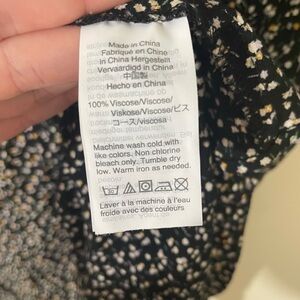 Made in China
Fabriqué en Chine
In China Hergestellt
Vervaardigd in China
中国製
Hecho en China
100% Viscose/Viscose/
Viskose/Viscose/ビス
コース/viscosa
Machine wash cold with
like colors. Non chlorine
bleach only. Tumble dry
low. Warm iron as needed.
Laver à la machine à l'eau
froide avec des couleurs